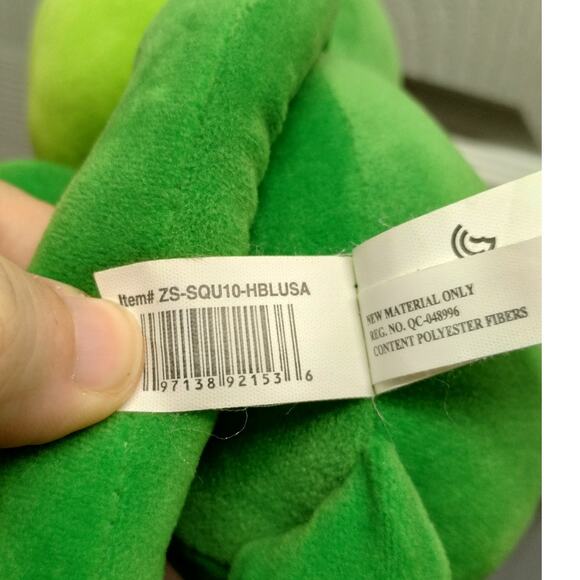 Item# ZS-SQU10-HBLUSA
97138 92153 6
NEW MATERIAL ONLY
REG. NO. QC-048996
CONTENT POLYESTER FIBERS